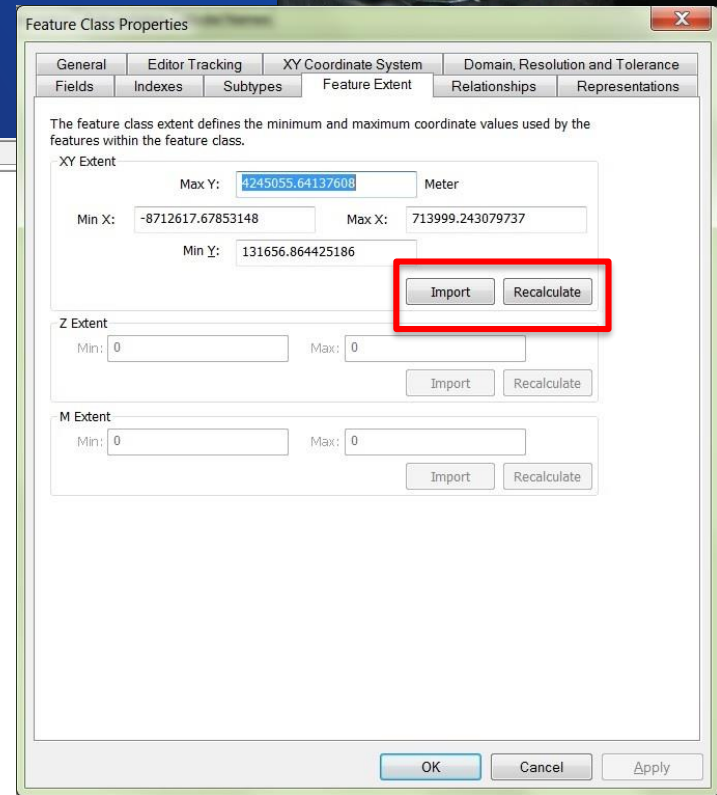 Feature Class Properties
General Editor Tracking XY Coordinate System Domain, Resolution and Tolerance
Fields Indexes Subtypes Feature Extent Relationships Representations
The feature class extent defines the minimum and maximum coordinate values used by the
features within the feature class.
XY Extent
Max Y: 4245055.64137608 Meter
Min X: -8712617.67853148 Max X: 713999.243079737
Min Y: 131656.864425186
Import Recalculate
Z Extent
Min: 0 Max: 0
Import Recalculate
M Extent
Min: 0 Max: 0
Import Recalculate
OK Cancel Apply